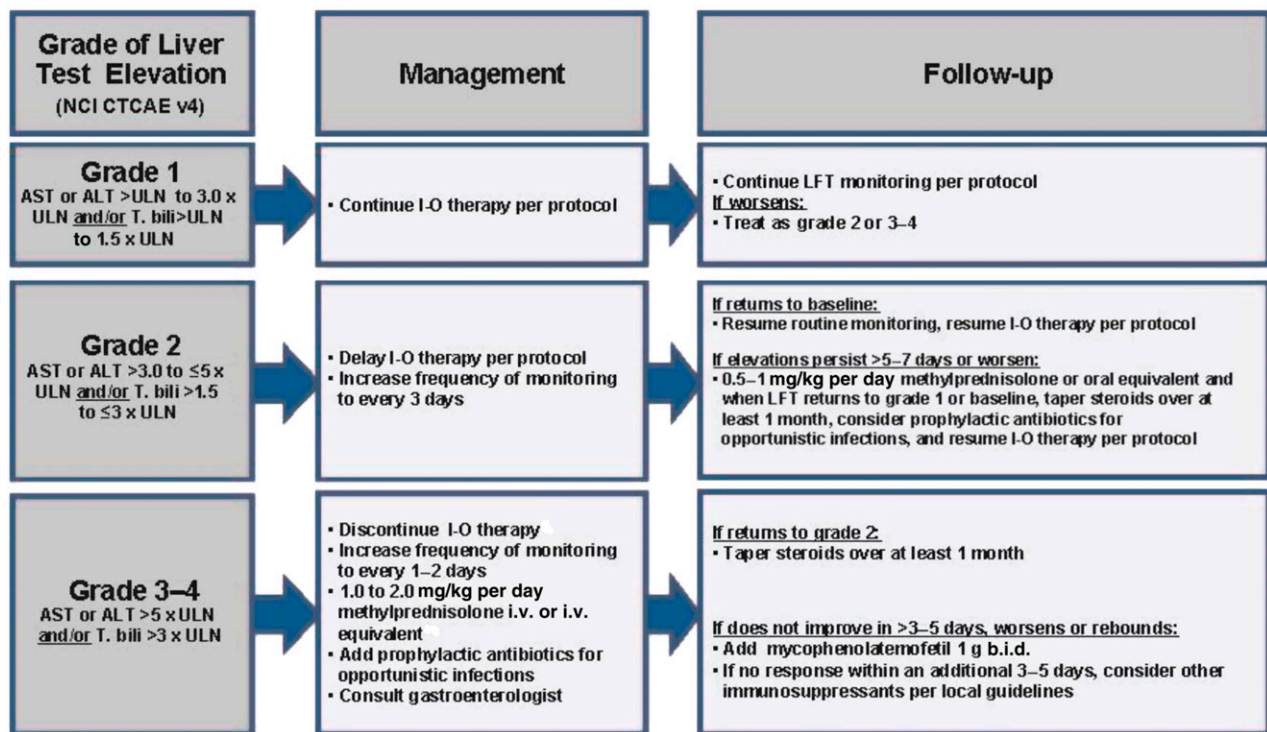 Grade of Liver
Test Elevation
(NCI CTCAE v4)
Management
Follow-up
Grade 1
AST or ALT >ULN to 3.0 x
ULN and/or T. bili>ULN
to 1.5 x ULN
▪ Continue I-O therapy per protocol
▪ Continue LFT monitoring per protocol
If worsens:
▪ Treat as grade 2 or 3–4
Grade 2
AST or ALT >3.0 to ≤5 x
ULN and/or T. bili >1.5
to ≤3 x ULN
▪ Delay I-O therapy per protocol
▪ Increase frequency of monitoring
to every 3 days
If returns to baseline:
▪ Resume routine monitoring, resume I-O therapy per protocol
If elevations persist >5–7 days or worsen:
▪ 0.5–1 mg/kg per day methylprednisolone or oral equivalent and
when LFT returns to grade 1 or baseline, taper steroids over at
least 1 month, consider prophylactic antibiotics for
opportunistic infections, and resume I-O therapy per protocol
Grade 3–4
AST or ALT >5 x ULN
and/or T. bili >3 x ULN
▪ Discontinue I-O therapy
▪ Increase frequency of monitoring
to every 1–2 days
▪ 1.0 to 2.0 mg/kg per day
methylprednisolone i.v. or i.v.
equivalent
▪ Add prophylactic antibiotics for
opportunistic infections
▪ Consult gastroenterologist
If returns to grade 2:
▪ Taper steroids over at least 1 month
If does not improve in >3–5 days, worsens or rebounds:
▪ Add mycophenolatemofetil 1 g b.i.d.
▪ If no response within an additional 3–5 days, consider other
immunosuppressants per local guidelines